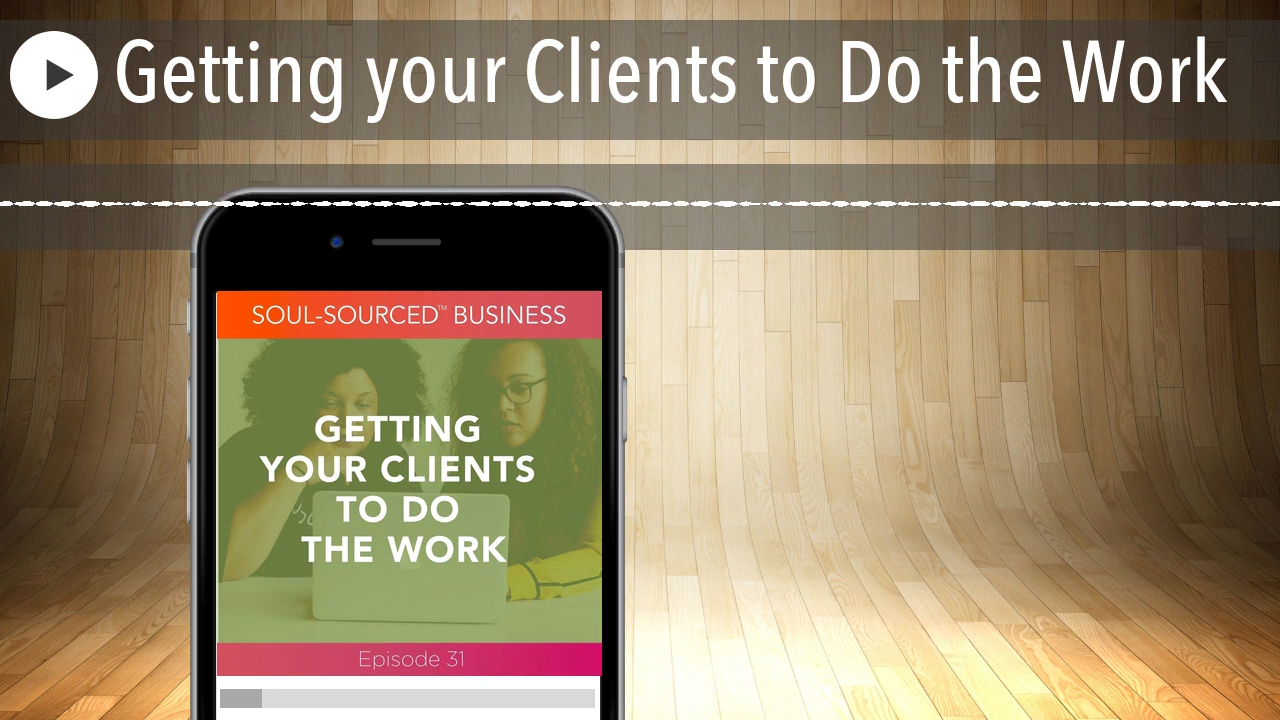 Getting your Clients to Do the Work
SOUL-SOURCED™ BUSINESS
GETTING
YOUR CLIENTS
TO DO
THE WORK
Episode 31